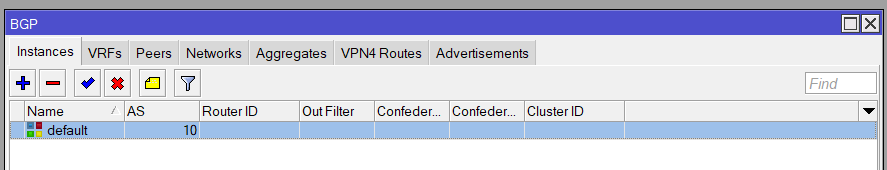 BGP
Instances VRFs Peers Networks Aggregates VPN4 Routes Advertisements
Find
Name AS Router ID Out Filter Confeder... Confeder... Cluster ID
default 10